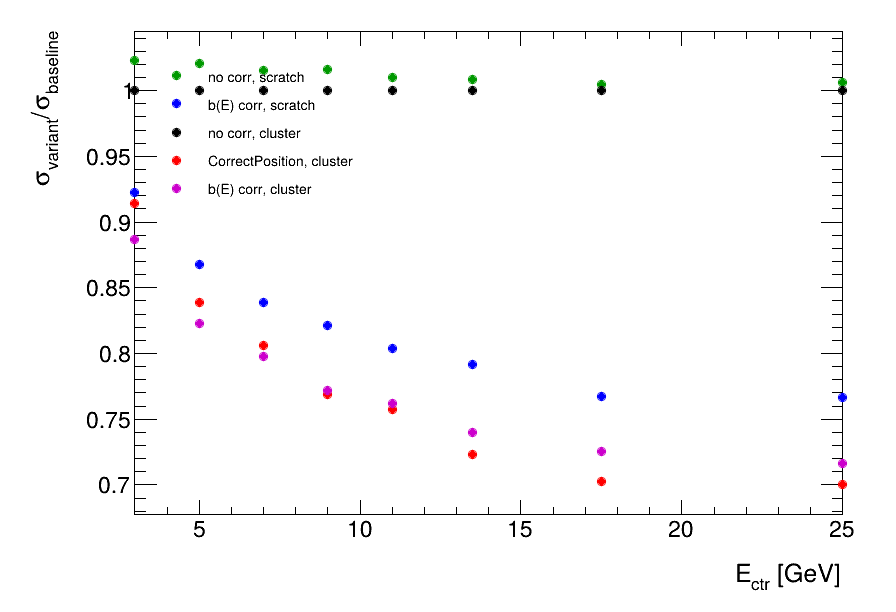 σvariant/σbaseline
1
0.95
0.9
0.85
0.8
0.75
0.7
no corr, scratch
b(E) corr, scratch
no corr, cluster
CorrectPosition, cluster
b(E) corr, cluster
5 10 15 20 25
Ectr [GeV]